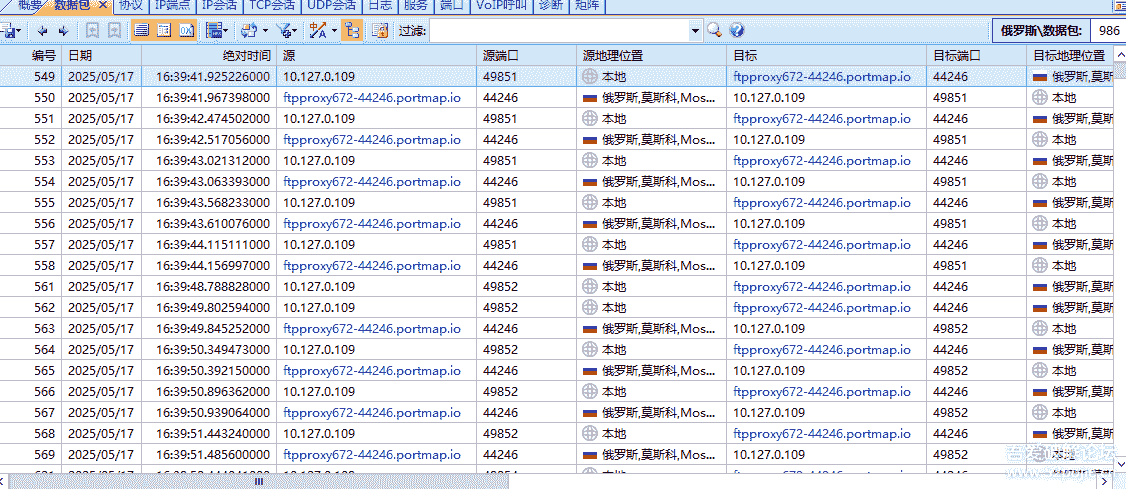 概要 数据包 协议 IP端点 IP会话 TCP会话 UDP会话 日志 服务 端口 VoIP呼叫 诊断 矩阵
过滤: 俄罗斯\数据包: 986
编号 日期 绝对时间 源 源端口 源地理位置 目标 目标端口 目标地理位置
549 2025/05/17 16:39:41.925226000 10.127.0.109 49851 本地 ftpproxy672-44246.portmap.io 44246 俄罗斯,莫斯
550 2025/05/17 16:39:41.967398000 ftpproxy672-44246.portmap.io 44246 俄罗斯,莫斯科,Mos... 10.127.0.109 49851 本地
551 2025/05/17 16:39:42.474502000 10.127.0.109 49851 本地 ftpproxy672-44246.portmap.io 44246 俄罗斯,莫斯
552 2025/05/17 16:39:42.517056000 ftpproxy672-44246.portmap.io 44246 俄罗斯,莫斯科,Mos... 10.127.0.109 49851 本地
553 2025/05/17 16:39:43.021312000 10.127.0.109 49851 本地 ftpproxy672-44246.portmap.io 44246 俄罗斯,莫斯
554 2025/05/17 16:39:43.063393000 ftpproxy672-44246.portmap.io 44246 俄罗斯,莫斯科,Mos... 10.127.0.109 49851 本地
555 2025/05/17 16:39:43.568233000 10.127.0.109 49851 本地 ftpproxy672-44246.portmap.io 44246 俄罗斯,莫斯
556 2025/05/17 16:39:43.610076000 ftpproxy672-44246.portmap.io 44246 俄罗斯,莫斯科,Mos... 10.127.0.109 49851 本地
557 2025/05/17 16:39:44.115111000 10.127.0.109 49851 本地 ftpproxy672-44246.portmap.io 44246 俄罗斯,莫斯
558 2025/05/17 16:39:44.156997000 ftpproxy672-44246.portmap.io 44246 俄罗斯,莫斯科,Mos... 10.127.0.109 49851 本地
561 2025/05/17 16:39:48.788828000 10.127.0.109 49852 本地 ftpproxy672-44246.portmap.io 44246 俄罗斯,莫斯
562 2025/05/17 16:39:49.802594000 10.127.0.109 49852 本地 ftpproxy672-44246.portmap.io 44246 俄罗斯,莫斯
563 2025/05/17 16:39:49.845252000 ftpproxy672-44246.portmap.io 44246 俄罗斯,莫斯科,Mos... 10.127.0.109 49852 本地
564 2025/05/17 16:39:50.349473000 10.127.0.109 49852 本地 ftpproxy672-44246.portmap.io 44246 俄罗斯,莫斯
565 2025/05/17 16:39:50.392150000 ftpproxy672-44246.portmap.io 44246 俄罗斯,莫斯科,Mos... 10.127.0.109 49852 本地
566 2025/05/17 16:39:50.896362000 10.127.0.109 49852 本地 ftpproxy672-44246.portmap.io 44246 俄罗斯,莫斯
567 2025/05/17 16:39:50.939064000 ftpproxy672-44246.portmap.io 44246 俄罗斯,莫斯科,Mos... 10.127.0.109 49852 本地
568 2025/05/17 16:39:51.443240000 10.127.0.109 49852 本地 ftpproxy672-44246.portmap.io 44246 俄罗斯,莫斯
569 2025/05/17 16:39:51.485600000 ftpproxy672-44246.portmap.io 44246 俄罗斯,莫斯科,Mos... 10.127.0.109 49852 本地
吾爱破解论坛